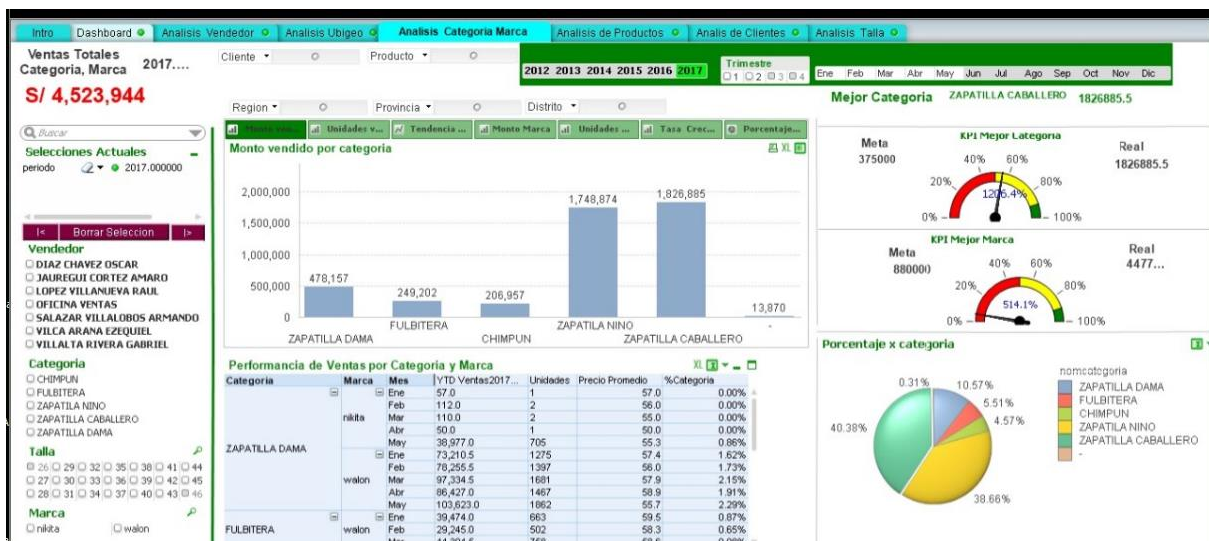 Intro Dashboard Analisis Vendedor Analisis Ubigeo Analisis Categoria Marca Analisis de Productos Analis de Clientes Analisis Talla
Ventas Totales
Categoria, Marca 2017....
S/ 4,523,944
Cliente Producto
2012 2013 2014 2015 2016 2017
Trimestre
1 2 3 4
Ene Feb Mar Abr May Jun Jul Ago Sep Oct Nov Dic
Region Provincia Distrito
Mejor Categoria ZAPATILLA CABALLERO 1826885.5
Buscar
Selecciones Actuales
periodo 2017.000000
Borrar Seleccion
Vendedor
DIAZ CHAVEZ OSCAR
JAUREGUI CORTEZ AMARO
LOPEZ VILLANUEVA RAUL
OFICINA VENTAS
SALAZAR VILLALOBOS ARMANDO
VILCA ARANA EZEQUIEL
VILLALTA RIVERA GABRIEL
Categoria
CHIMPUN
FULBITERA
ZAPATILA NINO
ZAPATILLA CABALLERO
ZAPATILLA DAMA
Talla
26 29 32 35 38 41 44
27 30 33 36 39 42 45
28 31 34 37 40 43 46
Marca
nikita walon
Unidades v... Tendencia ... Monto Marca Unidades ... Tasa Crec... Porcentaje...
Monto vendido por categoria XL
2,000,000
1,500,000
1,000,000
500,000
0
478,157
249,202
206,957
1,748,874
1,826,885
13,870
ZAPATILLA DAMA
FULBITERA
CHIMPUN
ZAPATILA NINO
ZAPATILLA CABALLERO
-
Performancia de Ventas por Categoria y Marca XL
Categoria Marca Mes YTD Ventas2017... Unidades Precio Promedio %Categoria
ZAPATILLA DAMA nikita Ene 57.0 1 57.0 0.00%
Feb 112.0 2 56.0 0.00%
Mar 110.0 2 55.0 0.00%
Abr 50.0 1 50.0 0.00%
May 38,977.0 705 55.3 0.86%
walon Ene 73,210.5 1275 57.4 1.62%
Feb 78,255.5 1397 56.0 1.73%
Mar 97,334.5 1681 57.9 2.15%
Abr 86,427.0 1467 58.9 1.91%
May 103,623.0 1862 55.7 2.29%
FULBITERA walon Ene 39,474.0 663 59.5 0.87%
Feb 29,245.0 502 58.3 0.65%
KPI Mejor Categoria
Meta
375000
Real
1826885.5
0% 20% 40% 60% 80% 100%
KPI Mejor Marca
Meta
880000
Real
4477...
0% 20% 40% 60% 80% 100%
514.1%
Porcentaje x categoria
0.31%
10.57%
5.51%
4.57%
38.66%
40.38%
nomcategoria
ZAPATILLA DAMA
FULBITERA
CHIMPUN
ZAPATILA NINO
ZAPATILLA CABALLERO
-